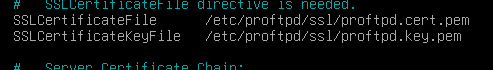 #   SSLCertificateFile directive is needed.
SSLCertificateFile      /etc/proftpd/ssl/proftpd.cert.pem
SSLCertificateKeyFile   /etc/proftpd/ssl/proftpd.key.pem
#   Server Certificate Chain: